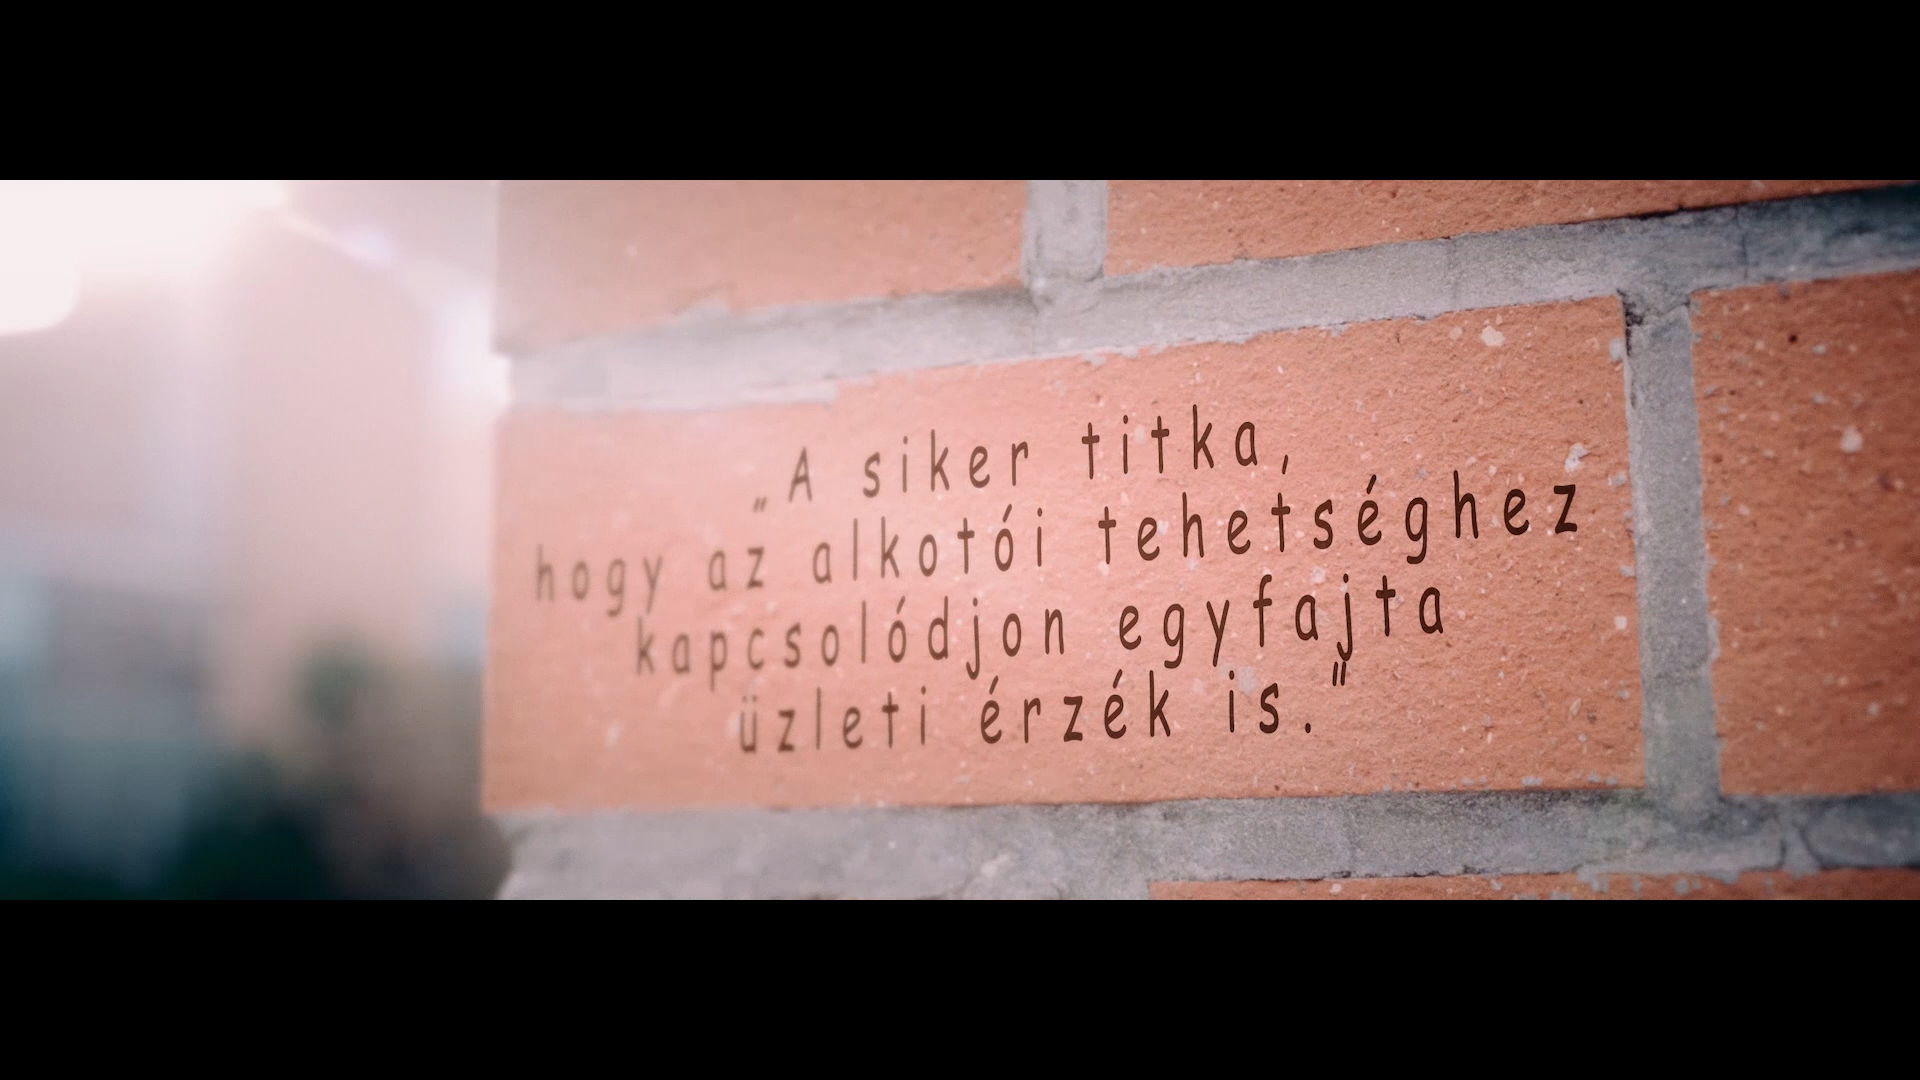 „A siker titka,
hogy az alkotói tehetséghez
kapcsolódjon egyfajta
üzleti érzék is."